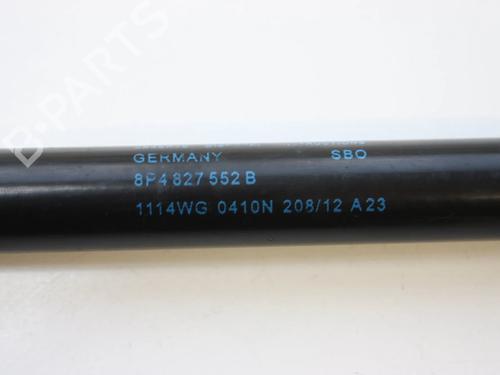 B-PARTS
GERMANY SBO
8P4 827 552 B
1114WG 0410N 208/12 A23